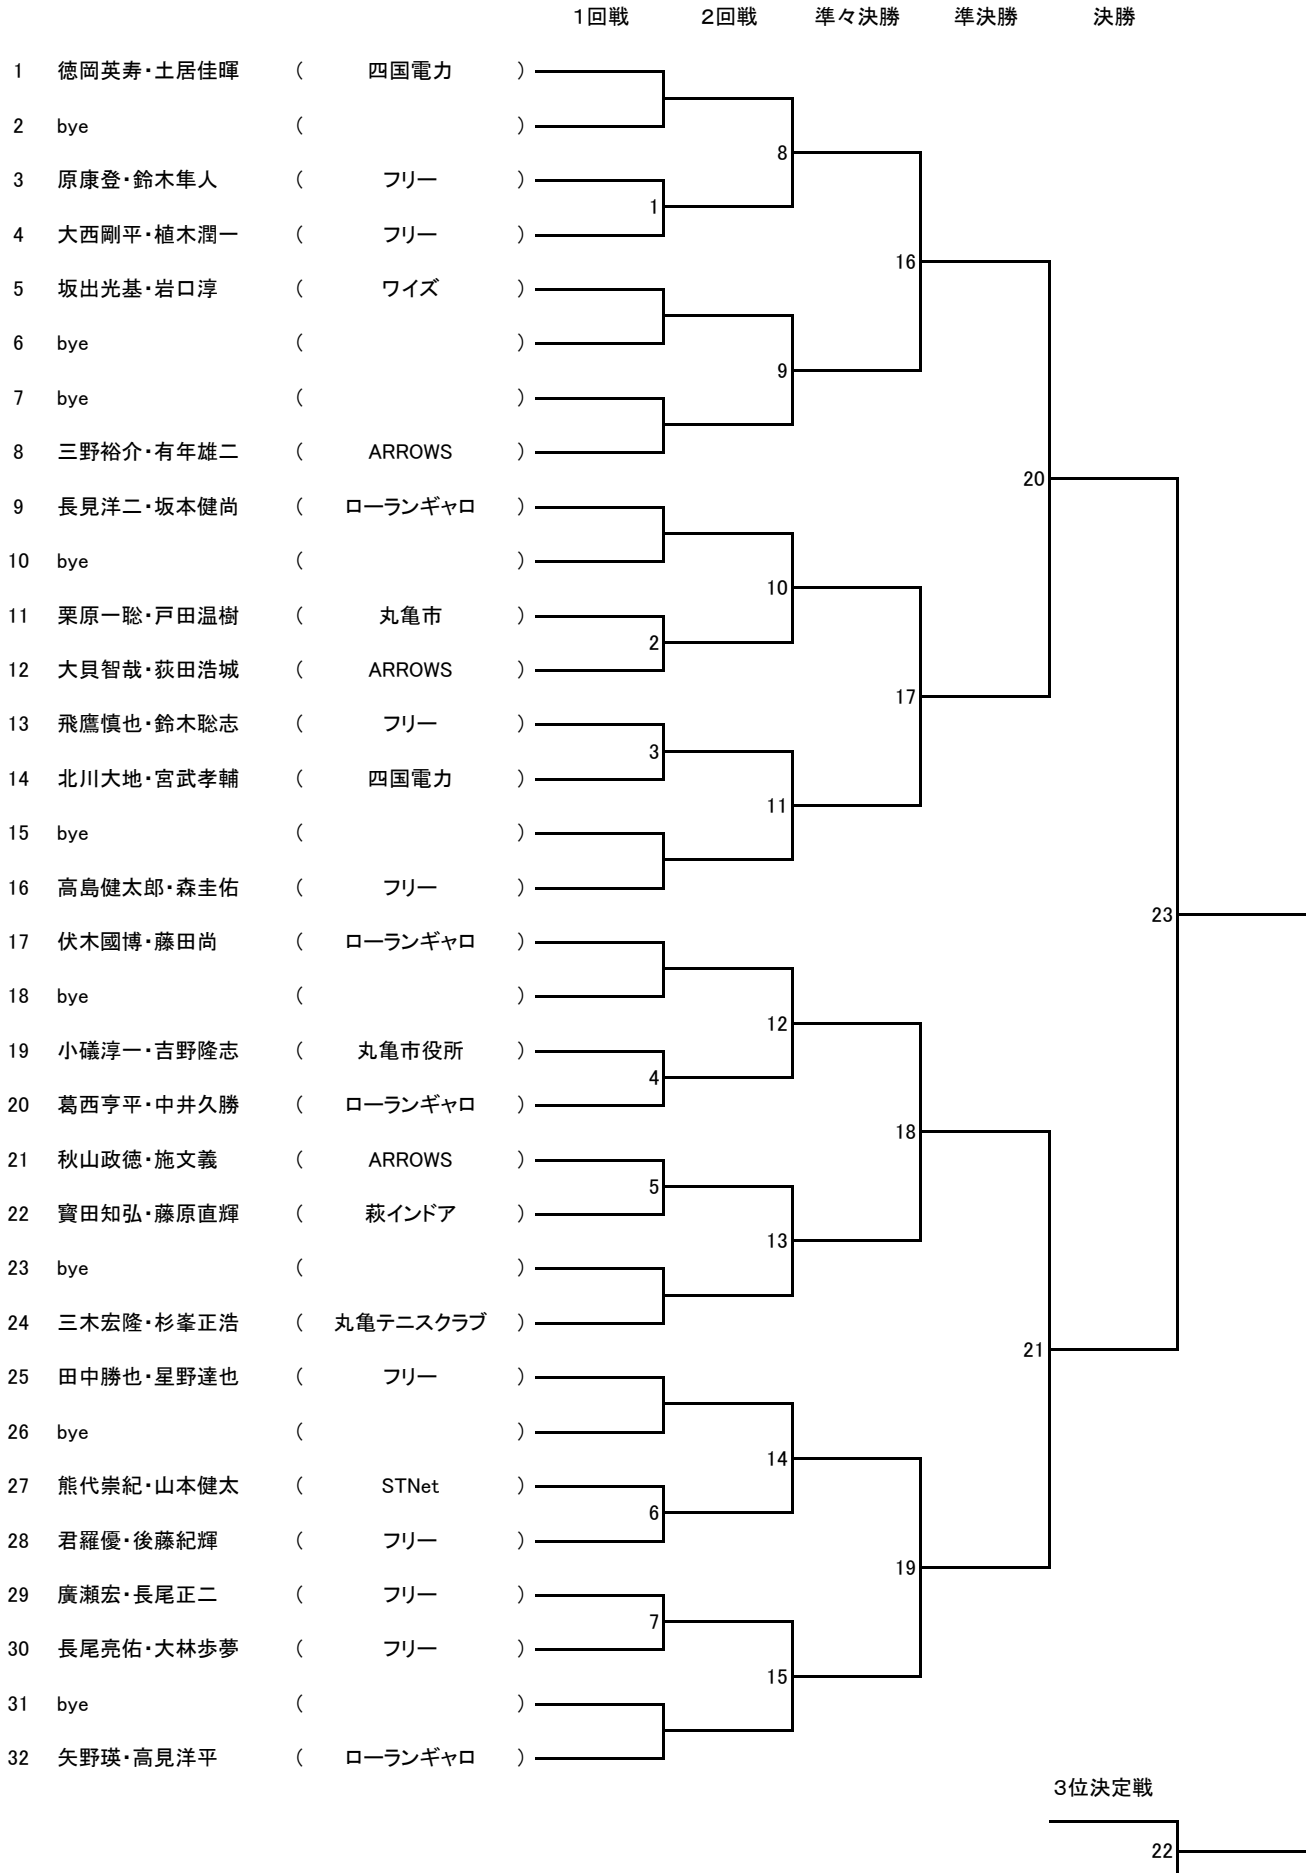 1回戦 2回戦 準々決勝 準決勝 決勝
1 徳岡英寿・土居佳暉 ( 四国電力 )
2 bye ( )
8
3 原康登・鈴木隼人 ( フリー )
1
4 大西剛平・植木潤一 ( フリー )
16
5 坂出光基・岩口淳 ( ワイズ )
6 bye ( )
9
7 bye ( )
8 三野裕介・有年雄二 ( ARROWS )
20
9 長見洋二・坂本健尚 ( ローランギャロ )
10 bye ( )
10
11 栗原一聡・戸田温樹 ( 丸亀市 )
2
12 大貝智哉・荻田浩城 ( ARROWS )
17
13 飛鷹慎也・鈴木聡志 ( フリー )
3
14 北川大地・宮武孝輔 ( 四国電力 )
11
15 bye ( )
16 高島健太郎・森圭佑 ( フリー )
23
17 伏木國博・藤田尚 ( ローランギャロ )
18 bye ( )
12
19 小礒淳一・吉野隆志 ( 丸亀市役所 )
4
20 葛西亨平・中井久勝 ( ローランギャロ )
18
21 秋山政徳・施文義 ( ARROWS )
5
22 寳田知弘・藤原直輝 ( 萩インドア )
13
23 bye ( )
24 三木宏隆・杉峯正浩 ( 丸亀テニスクラブ )
21
25 田中勝也・星野達也 ( フリー )
26 bye ( )
14
27 熊代崇紀・山本健太 ( STNet )
6
28 君羅優・後藤紀輝 ( フリー )
19
29 廣瀬宏・長尾正二 ( フリー )
7
30 長尾亮佑・大林歩夢 ( フリー )
15
31 bye ( )
32 矢野瑛・高見洋平 ( ローランギャロ )
3位決定戦
22